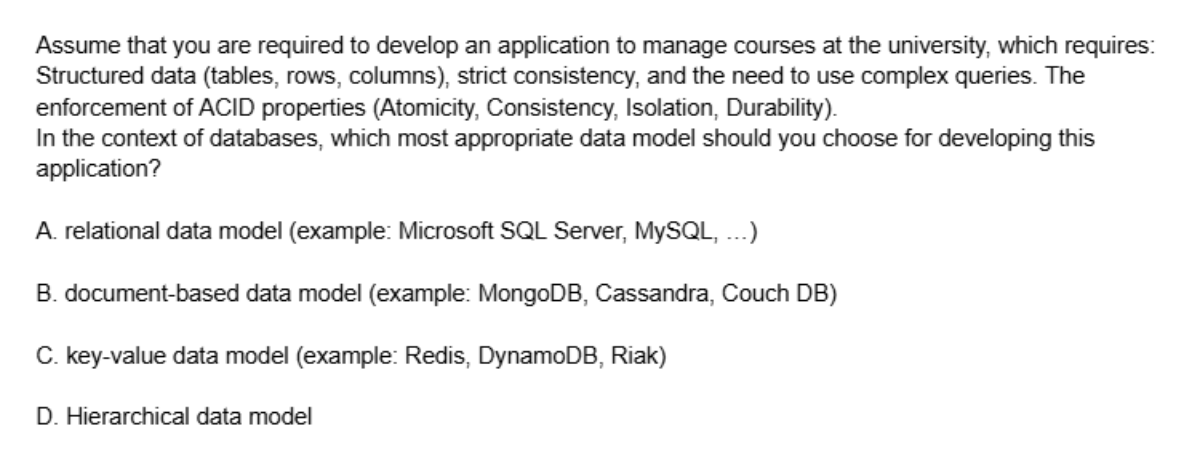 Assume that you are required to develop an application to manage courses at the university, which requires:
Structured data (tables, rows, columns), strict consistency, and the need to use complex queries. The
enforcement of ACID properties (Atomicity, Consistency, Isolation, Durability).
In the context of databases, which most appropriate data model should you choose for developing this
application?
A. relational data model (example: Microsoft SQL Server, MySQL, ...)
B. document-based data model (example: MongoDB, Cassandra, Couch DB)
C. key-value data model (example: Redis, DynamoDB, Riak)
D. Hierarchical data model